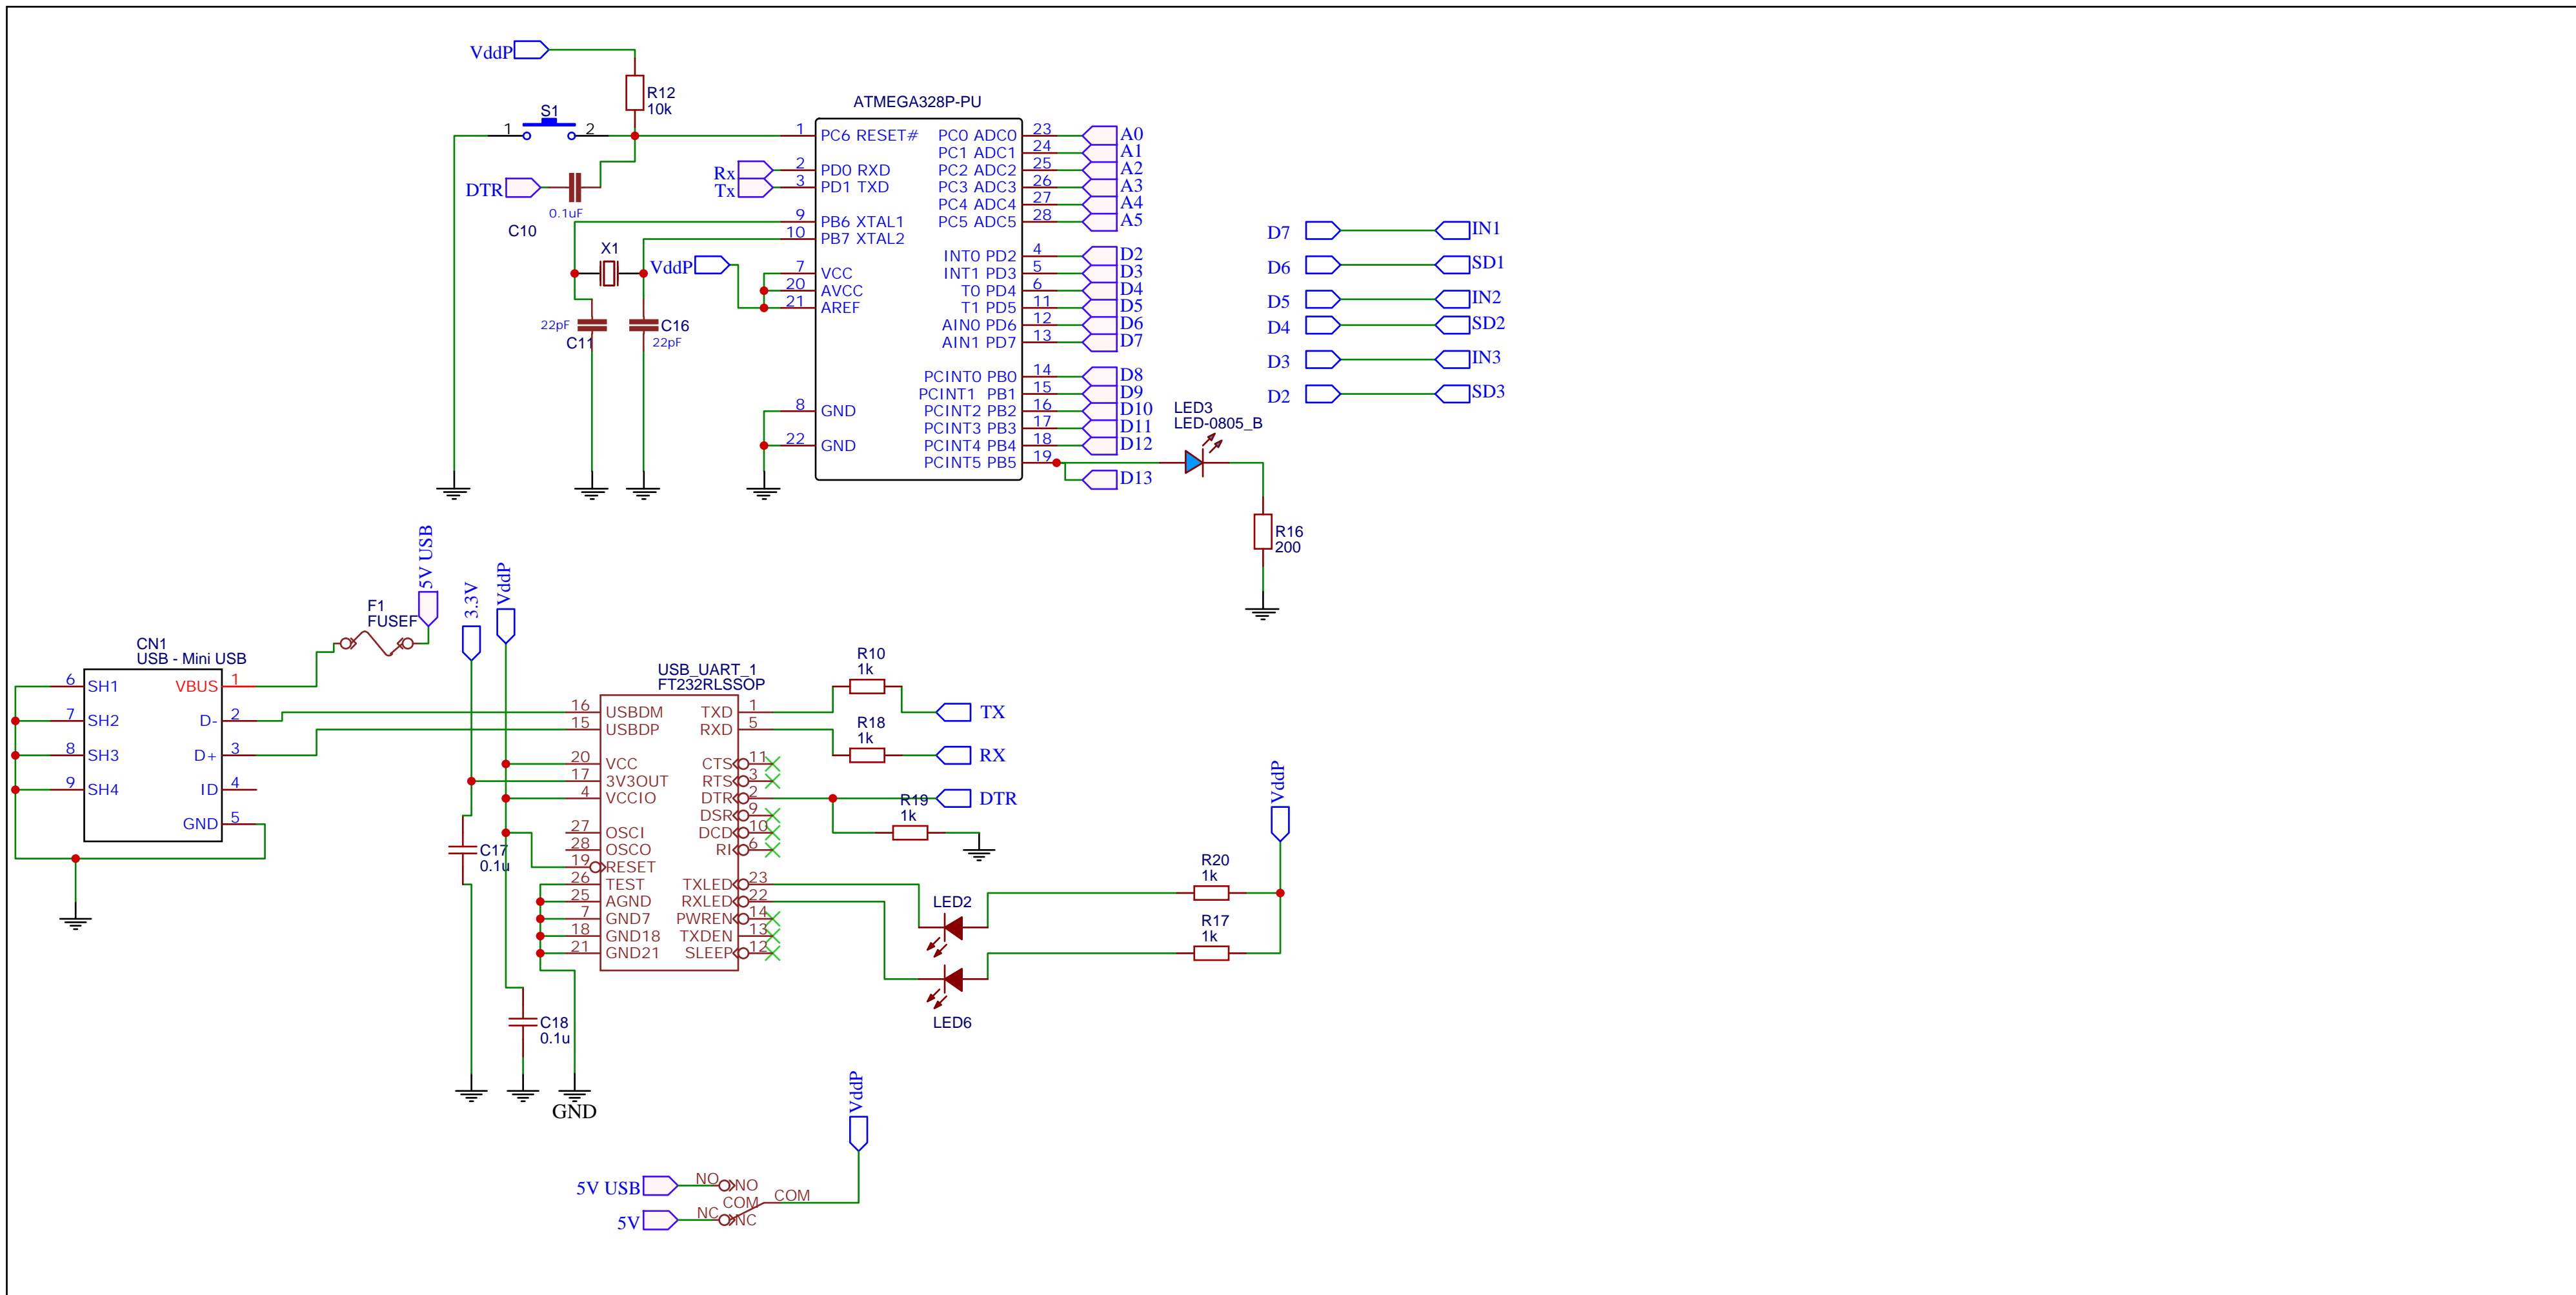 VddP
R12
10k
S1
1
2
DTR
0.1uF
C10
ATMEGA328P-PU
1
PC6 RESET#
Rx
2
PD0 RXD
Tx
3
PD1 TXD
9
PB6 XTAL1
10
PB7 XTAL2
X1
VddP
7
VCC
20
AVCC
21
AREF
22pF
C11
C16
22pF
8
GND
22
GND
PC0 ADC0
23
A0
PC1 ADC1
24
A1
PC2 ADC2
25
A2
PC3 ADC3
26
A3
PC4 ADC4
27
A4
PC5 ADC5
28
A5
INT0 PD2
4
D2
INT1 PD3
5
D3
T0 PD4
6
D4
T1 PD5
11
D5
AIN0 PD6
12
D6
AIN1 PD7
13
D7
PCINT0 PB0
14
D8
PCINT1 PB1
15
D9
PCINT2 PB2
16
D10
PCINT3 PB3
17
D11
PCINT4 PB4
18
D12
PCINT5 PB5
19
D13
LED3
LED-0805_B
R16
200
D7
IN1
D6
SD1
D5
IN2
D4
SD2
D3
IN3
D2
SD3
5V USB
F1
FUSEF
3.3V
VddP
CN1
USB - Mini USB
6
SH1
7
SH2
8
SH3
9
SH4
VBUS
1
D-
2
D+
3
ID
4
GND
5
C17
0.1u
C18
0.1u
USB_UART_1
FT232RLSSOP
16
USBDM
15
USBDP
20
VCC
17
3V3OUT
4
VCCIO
27
OSCI
28
OSCO
19
RESET
26
TEST
25
AGND
7
GND7
18
GND18
21
GND21
GND
TXD
1
RXD
5
CTS
11
RTS
3
DTR
2
DSR
9
DCD
10
RI
6
TXLED
23
RXLED
22
PWREN
14
TXDEN
13
SLEEP
12
R10
1k
TX
R18
1k
RX
DTR
R19
1k
LED2
LED6
R20
1k
R17
1k
VddP
VddP
5V USB
NO
NO
COM
COM
5V
NC
NC